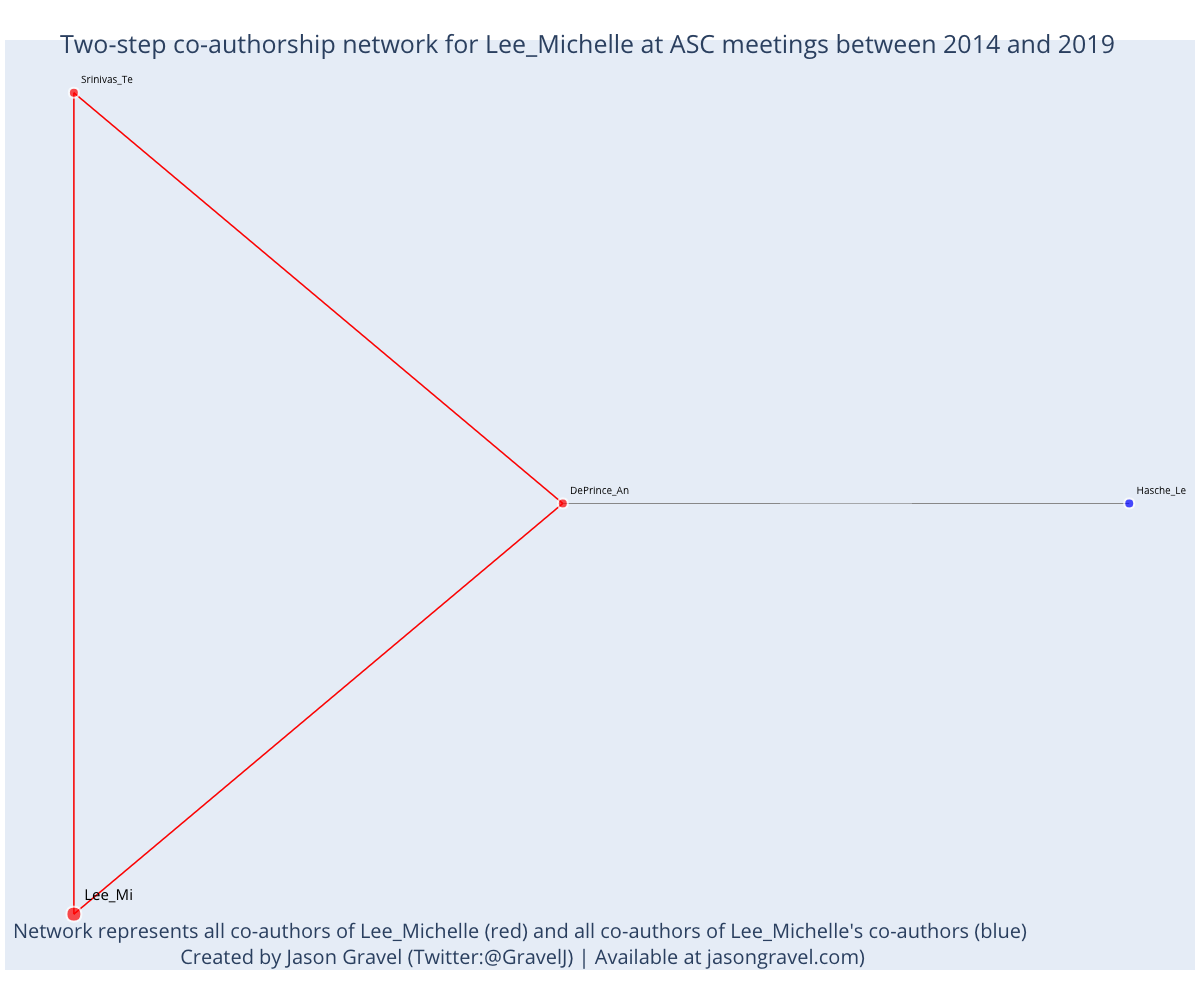 Two-step co-authorship network for Lee_Michelle at ASC meetings between 2014 and 2019
Srinivas_Te
DePrince_An
Hasche_Le
Lee_Mi
Network represents all co-authors of Lee_Michelle (red) and all co-authors of Lee_Michelle's co-authors (blue)
Created by Jason Gravel (Twitter:@GravelJ) | Available at jasongravel.com)